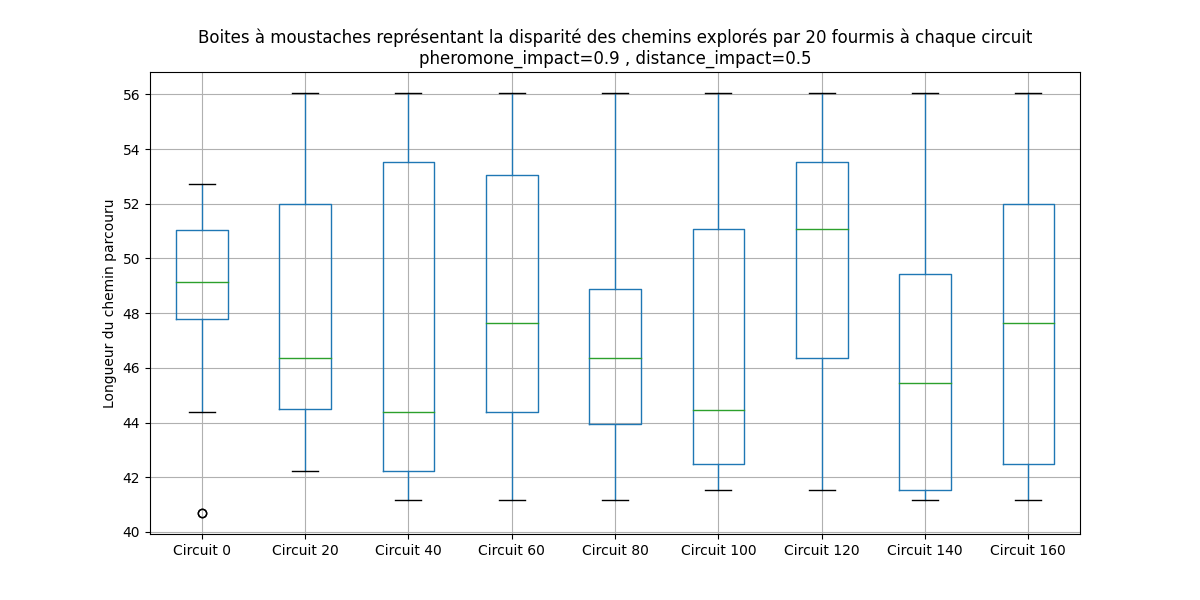 Boites à moustaches représentant la disparité des chemins explorés par 20 fourmis à chaque circuit
pheromone_impact=0.9 , distance_impact=0.5
Longueur du chemin parcouru
56
54
52
50
48
46
44
42
40
Circuit 0 Circuit 20 Circuit 40 Circuit 60 Circuit 80 Circuit 100 Circuit 120 Circuit 140 Circuit 160